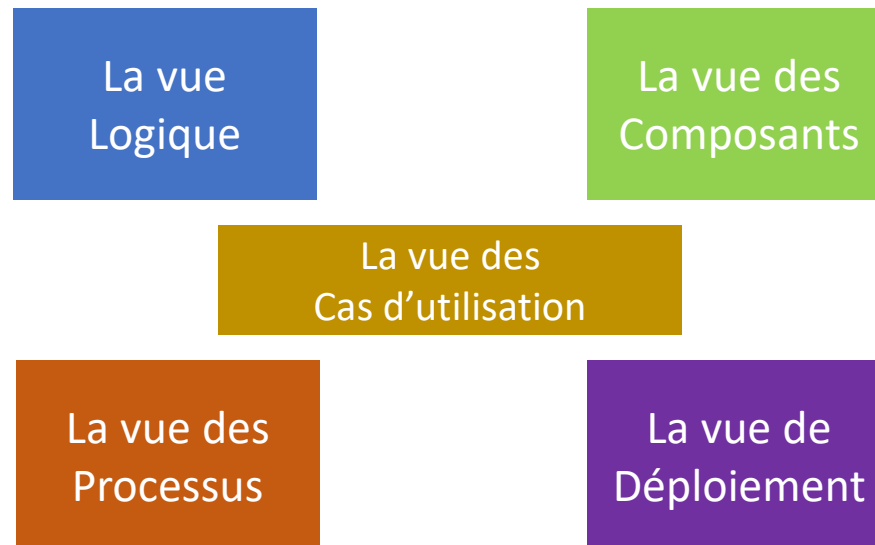 La vue
Logique
La vue des
Composants
La vue des
Cas d’utilisation
La vue des
Processus
La vue de
Déploiement